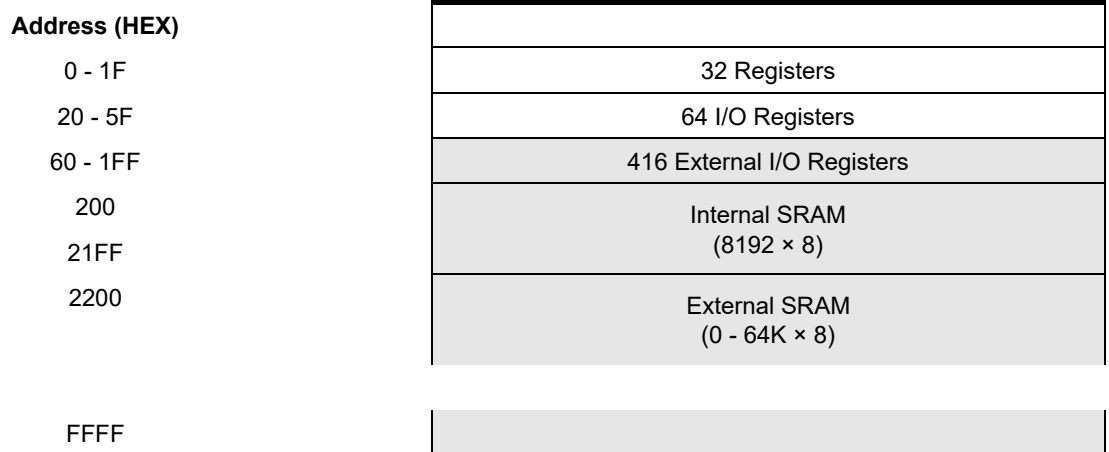 Address (HEX)
0 - 1F
32 Registers
20 - 5F
64 I/O Registers
60 - 1FF
416 External I/O Registers
200
Internal SRAM
(8192 × 8)
21FF
2200
External SRAM
(0 - 64K × 8)
FFFF